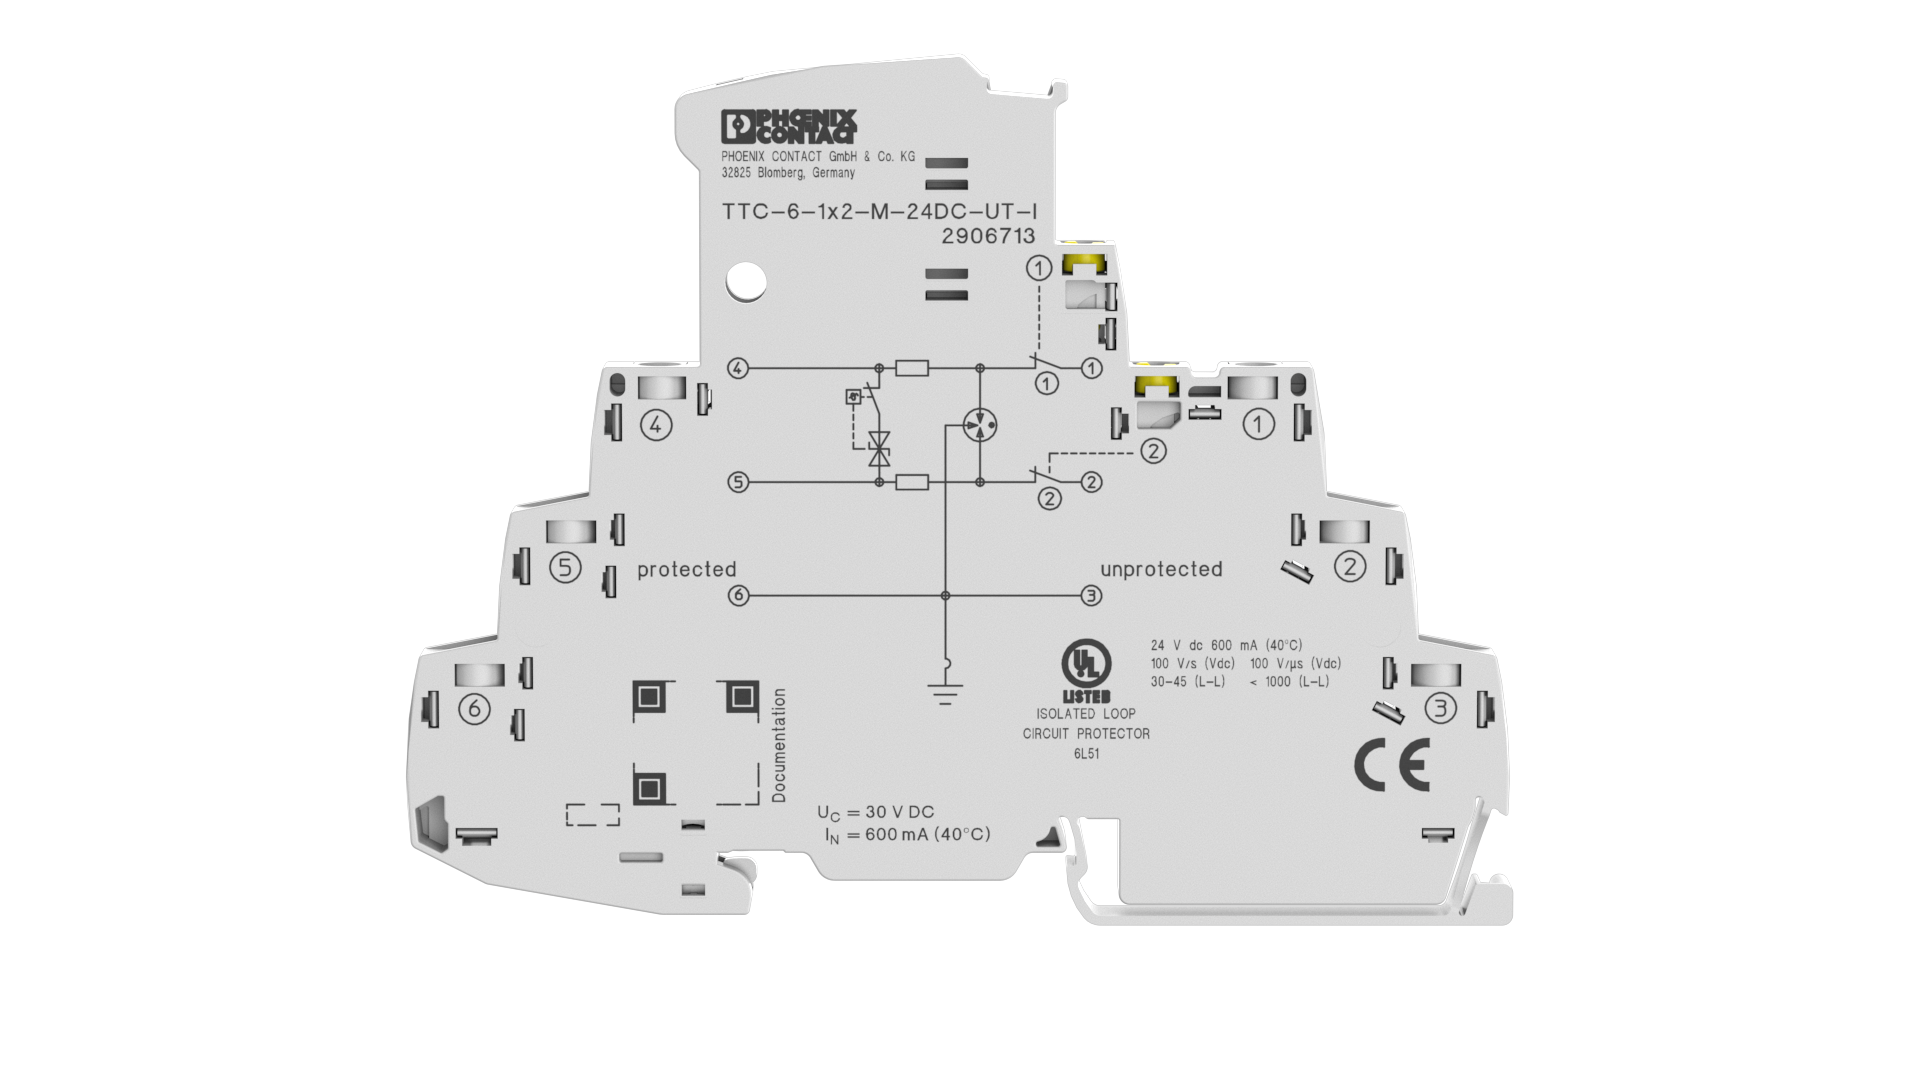 PHOENIX
CONTACT
PHOENIX CONTACT GmbH & Co. KG
32825 Blomberg, Germany
TTC-6-1x2-M-24DC-UT-I
2906713
1
4
1
1
4
1
2
5
2
2
5
protected
unprotected
2
6
3
24 V dc 600 mA (40°C)
100 V/s (Vdc) 100 V/µs (Vdc)
30-45 (L-L) < 1000 (L-L)
UL
LISTED
6
3
ISOLATED LOOP
CIRCUIT PROTECTOR
6L51
Documentation
CE
UC = 30 V DC
IN = 600 mA (40°C)